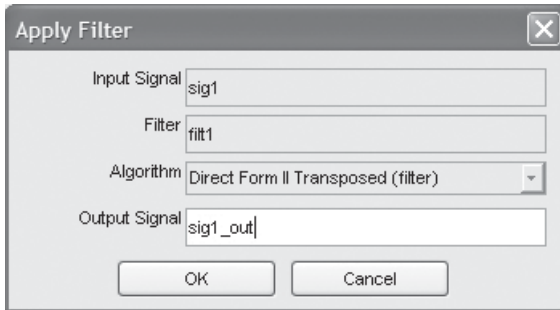 Apply Filter
Input Signal sig1
Filter filt1
Algorithm Direct Form II Transposed (filter)
Output Signal sig1_out
OK Cancel